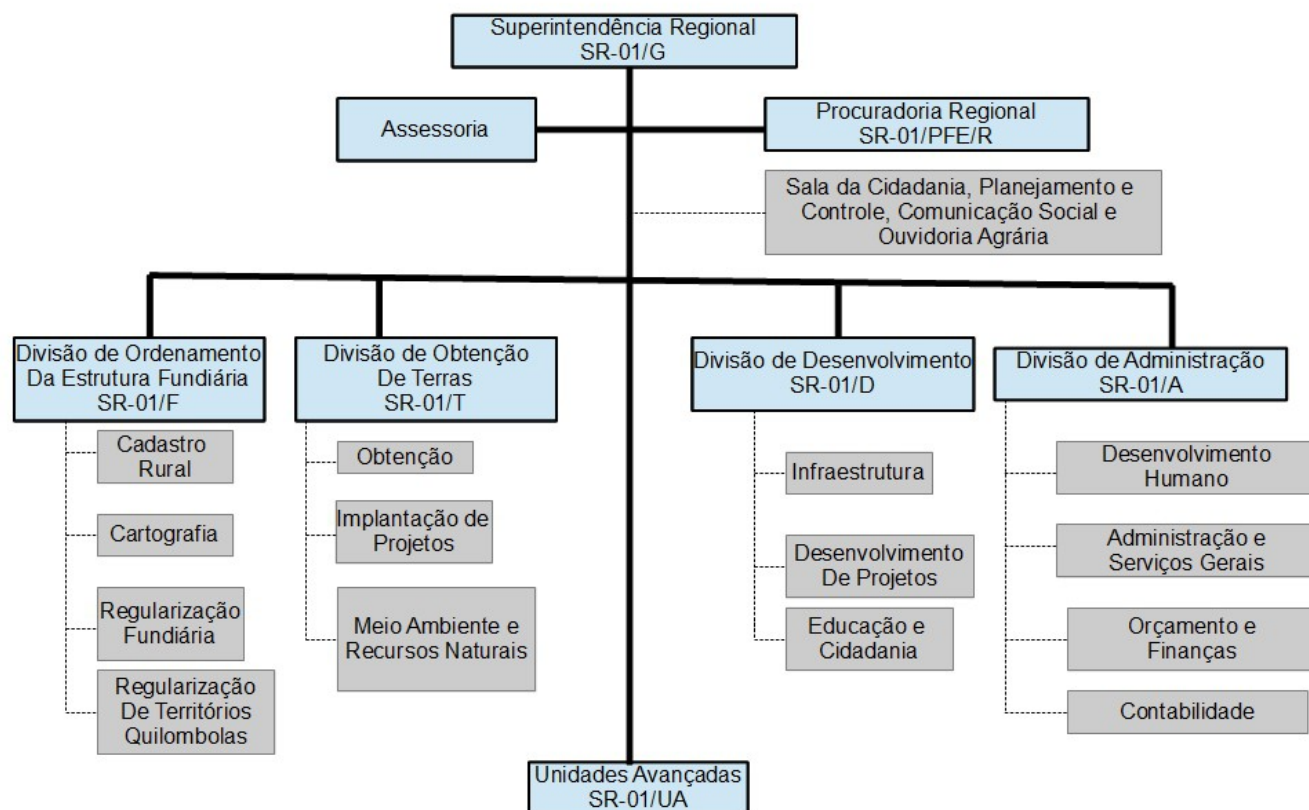 Superintendência Regional
SR-01/G
Assessoria
Procuradoria Regional
SR-01/PFE/R
Sala da Cidadania, Planejamento e
Controle, Comunicação Social e
Ouvidoria Agrária
Divisão de Ordenamento
Da Estrutura Fundiária
SR-01/F
Cadastro
Rural
Cartografia
Regularização
Fundiária
Regularização
De Territórios
Quilombolas
Divisão de Obtenção
De Terras
SR-01/T
Obtenção
Implantação de
Projetos
Meio Ambiente e
Recursos Naturais
Divisão de Desenvolvimento
SR-01/D
Infraestrutura
Desenvolvimento
De Projetos
Educação e
Cidadania
Divisão de Administração
SR-01/A
Desenvolvimento
Humano
Administração e
Serviços Gerais
Orçamento e
Finanças
Contabilidade
Unidades Avançadas
SR-01/UA